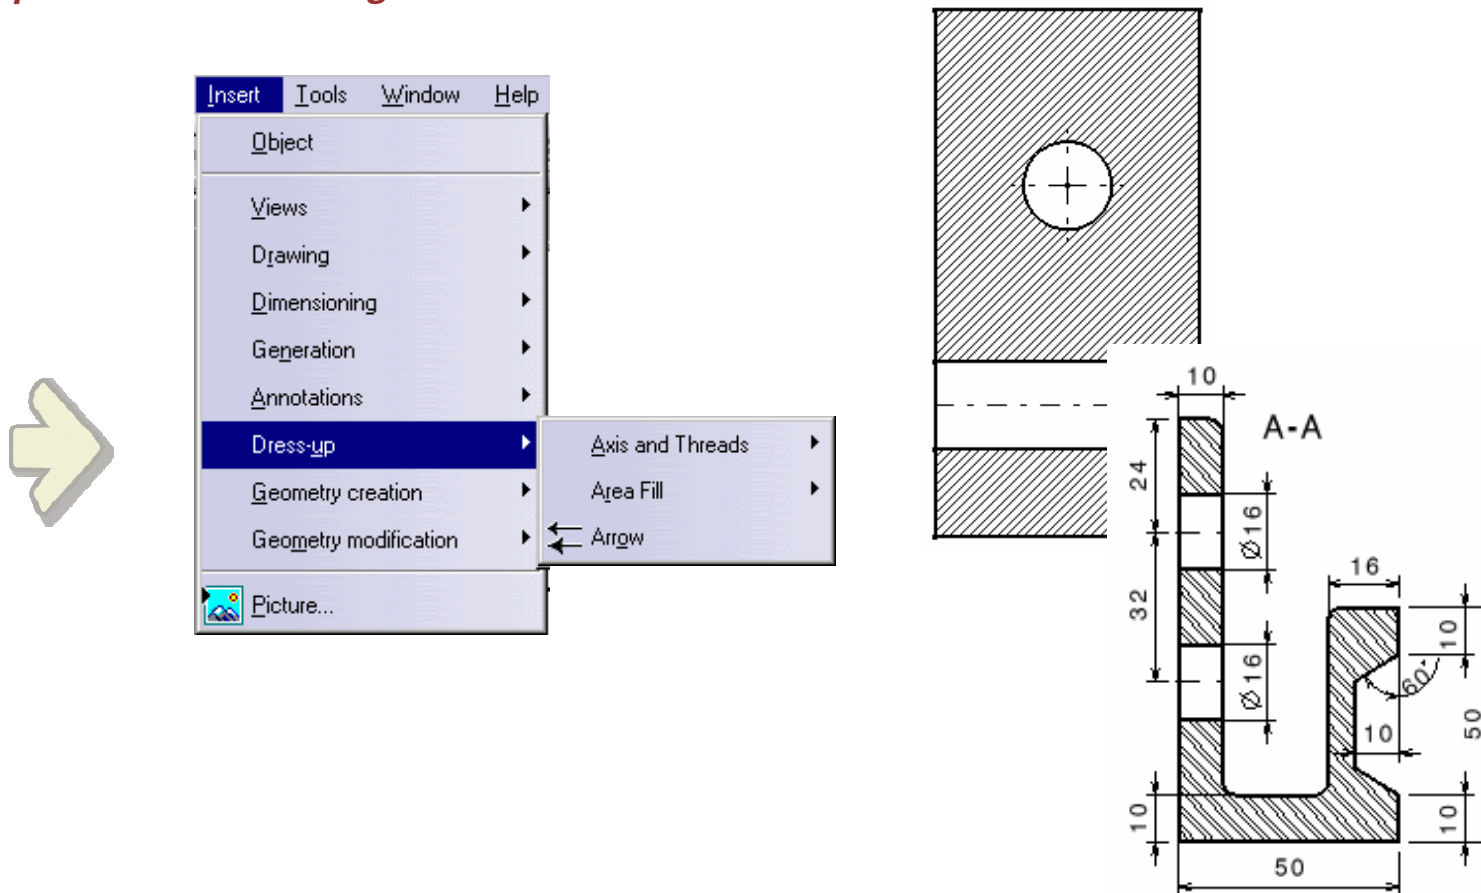 Insert Tools Window Help
Object
Views
Drawing
Dimensioning
Generation
Annotations
Dress-up
Geometry creation
Geometry modification
Picture...
Axis and Threads
Area Fill
Arrow
10
A-A
24
Ø16
16
32
10
Ø16
60°
10
50
10
10
50